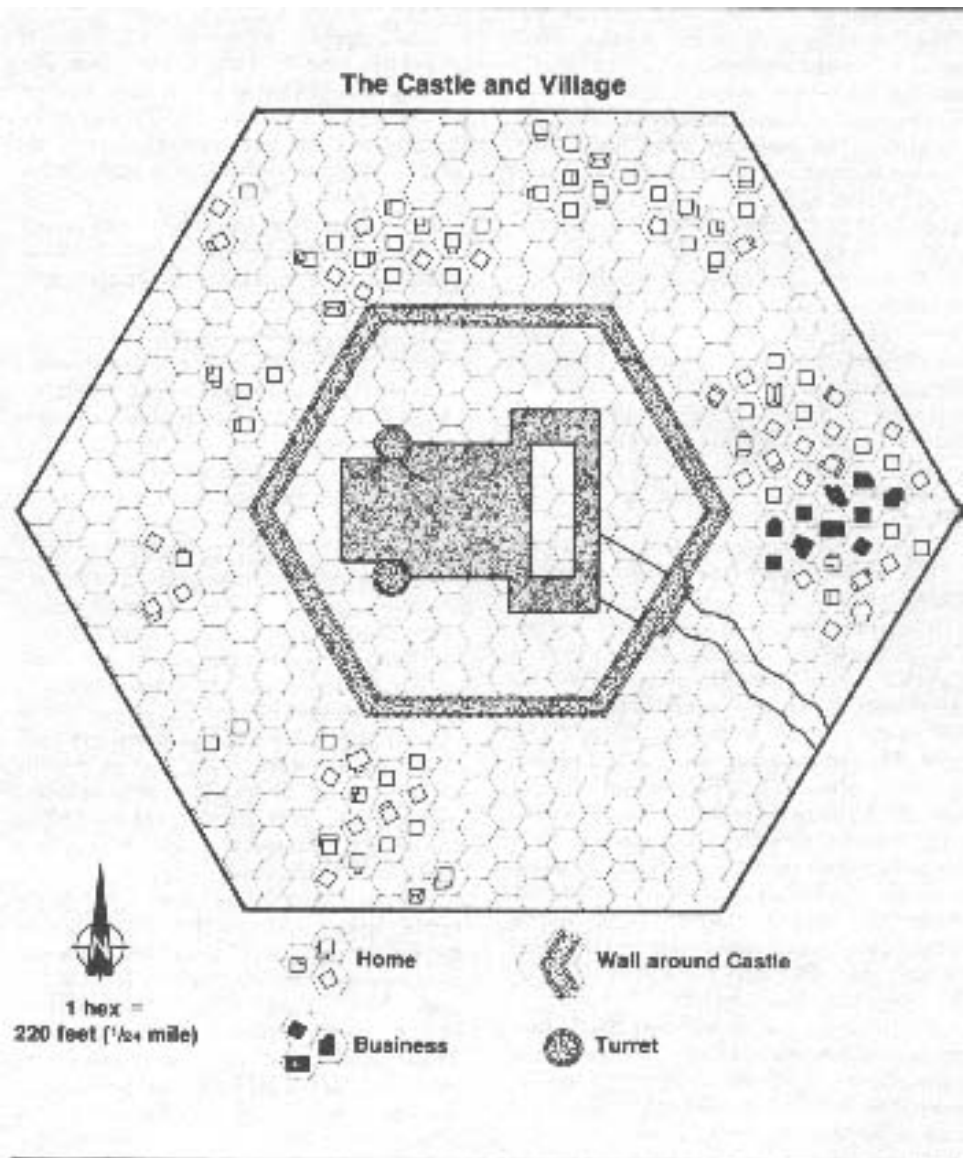 The Castle and Village
N
1 hex =
220 feet (1/24 mile)
Home
Wall around Castle
Business
Turret